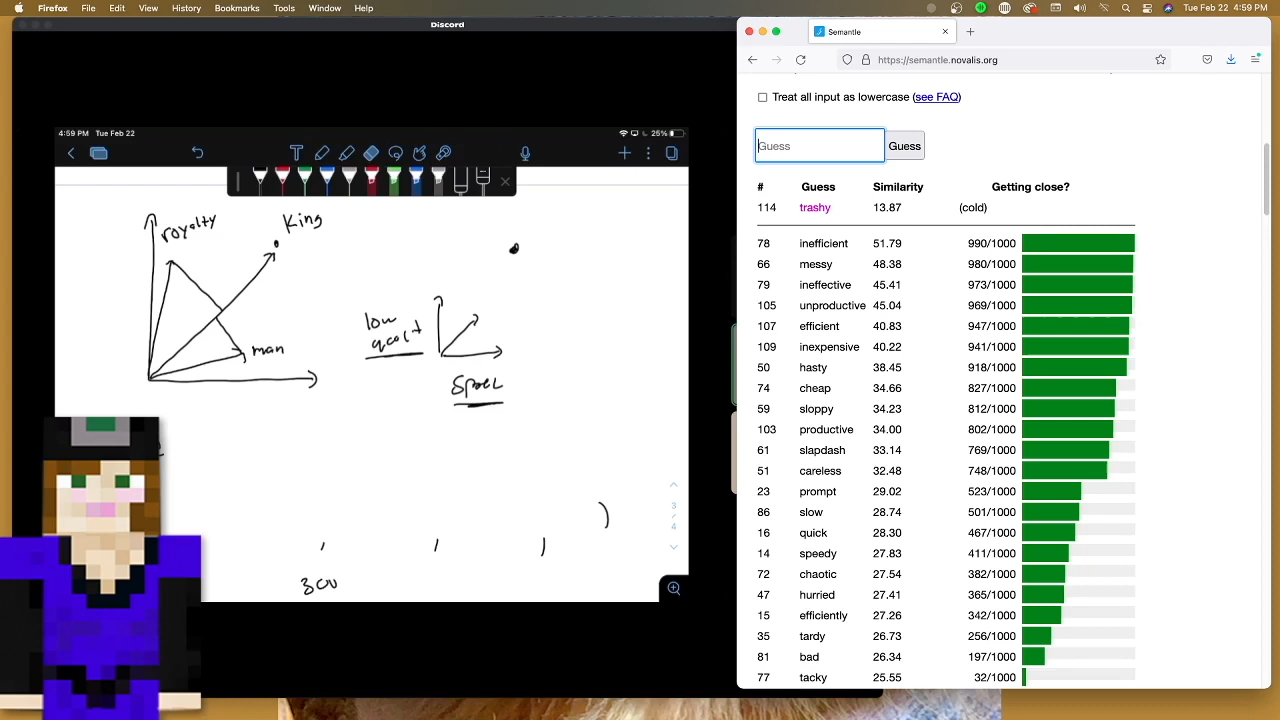 Firefox File Edit View History Bookmarks Tools Window Help
Tue Feb 22 4:59 PM
Discord
Semantle
https://semantle.novalis.org
Treat all input as lowercase (see FAQ)
Guess Guess
# Guess Similarity Getting close?
114 trashy 13.87 (cold)
78 inefficient 51.79 990/1000
66 messy 48.38 980/1000
79 ineffective 45.41 973/1000
105 unproductive 45.04 969/1000
107 efficient 40.83 947/1000
109 inexpensive 40.22 941/1000
50 hasty 38.45 918/1000
74 cheap 34.66 827/1000
59 sloppy 34.23 812/1000
103 productive 34.00 802/1000
61 slapdash 33.14 769/1000
51 careless 32.48 748/1000
23 prompt 29.02 523/1000
86 slow 28.74 501/1000
16 quick 28.30 467/1000
14 speedy 27.83 411/1000
72 chaotic 27.54 382/1000
47 hurried 27.41 365/1000
15 efficiently 27.26 342/1000
35 tardy 26.73 256/1000
81 bad 26.34 197/1000
77 tacky 25.55 32/1000
4:59 PM Tue Feb 22
25%
royalty
King
man
low
3
/
4
300